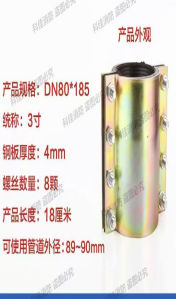 产品外观
产品规格：DN80*185
统称：3寸
钢板厚度：4mm
螺丝数量：8颗
产品长度：18厘米
可使用管道外径：89~90mm